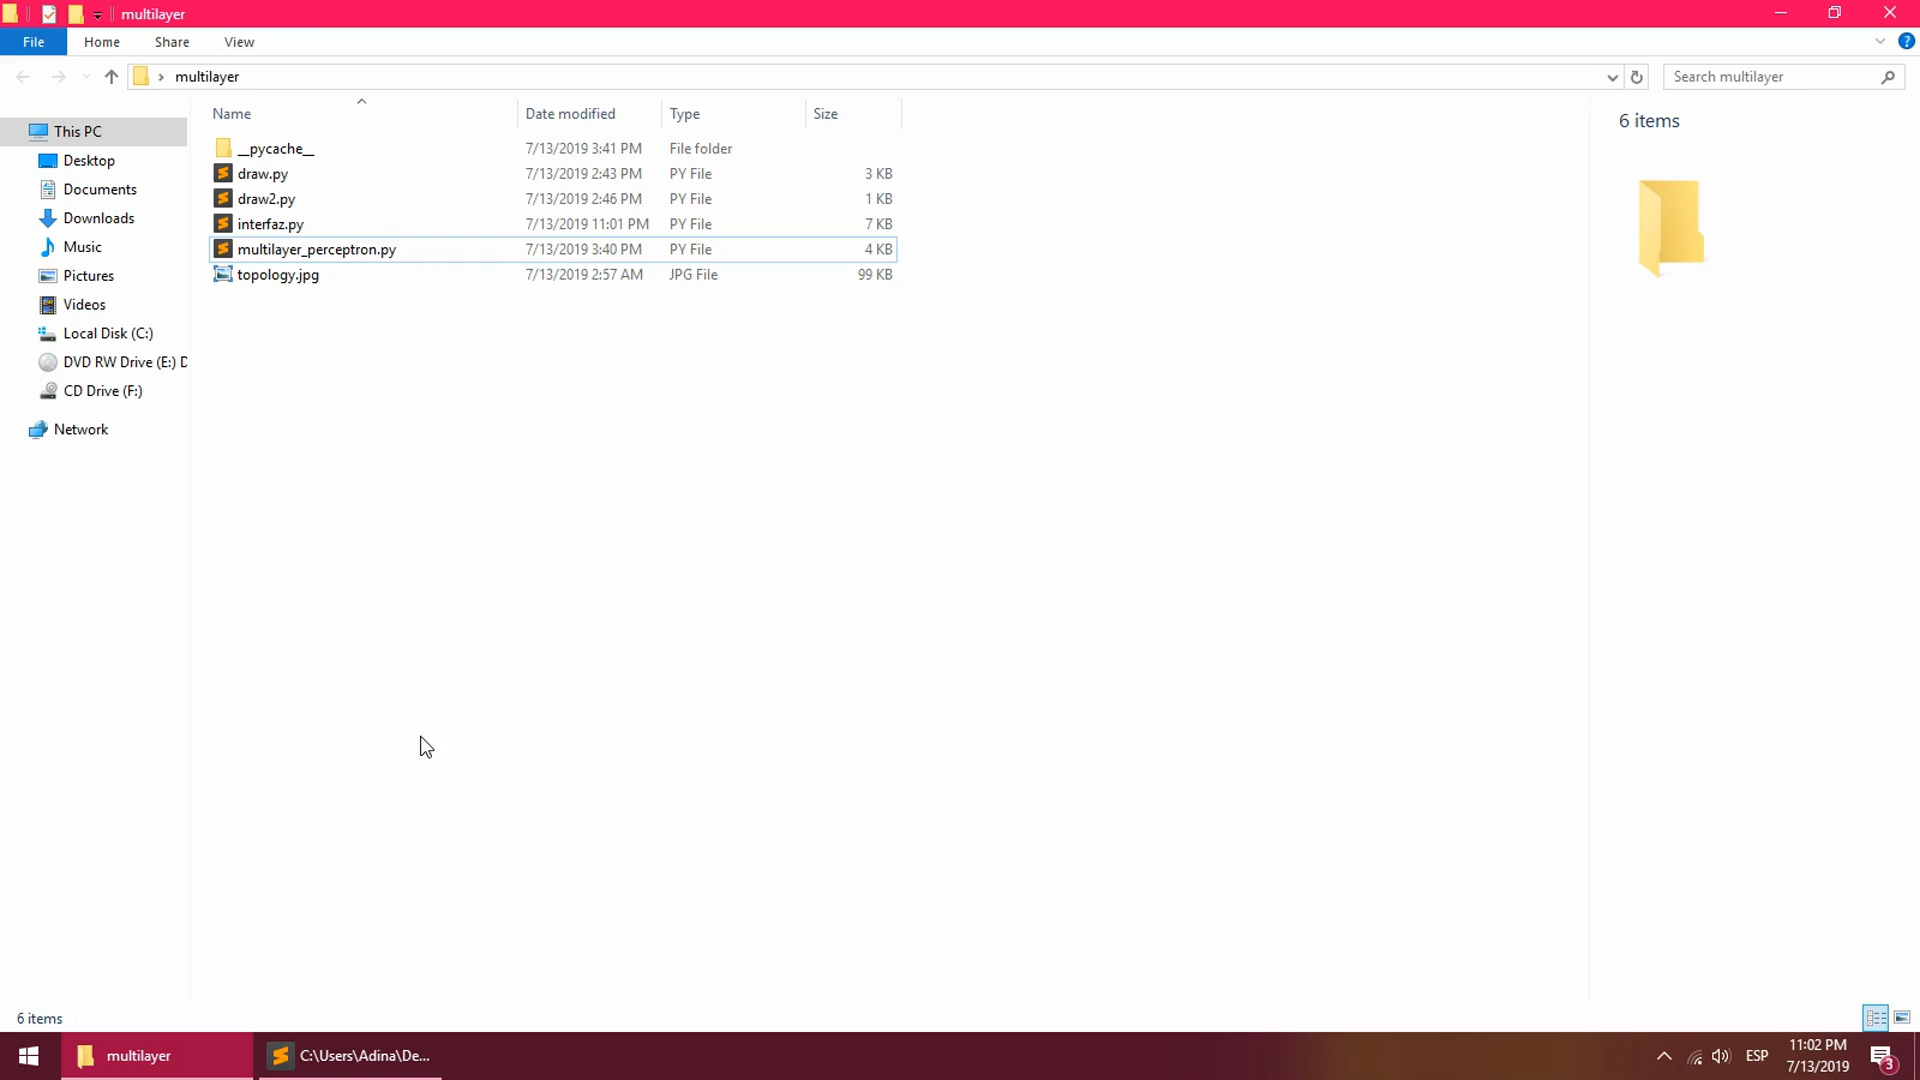 multilayer
File Home Share View
multilayer Search multilayer
Name Date modified Type Size
6 items
__pycache__ 7/13/2019 3:41 PM File folder
draw.py 7/13/2019 2:43 PM PY File 3 KB
draw2.py 7/13/2019 2:46 PM PY File 1 KB
interfaz.py 7/13/2019 11:01 PM PY File 7 KB
multilayer_perceptron.py 7/13/2019 3:40 PM PY File 4 KB
topology.jpg 7/13/2019 2:57 AM JPG File 99 KB
This PC
Desktop
Documents
Downloads
Music
Pictures
Videos
Local Disk (C:)
DVD RW Drive (E:) D
CD Drive (F:)
Network
6 items
multilayer C:\Users\Adina\De... ESP 11:02 PM
7/13/2019 3